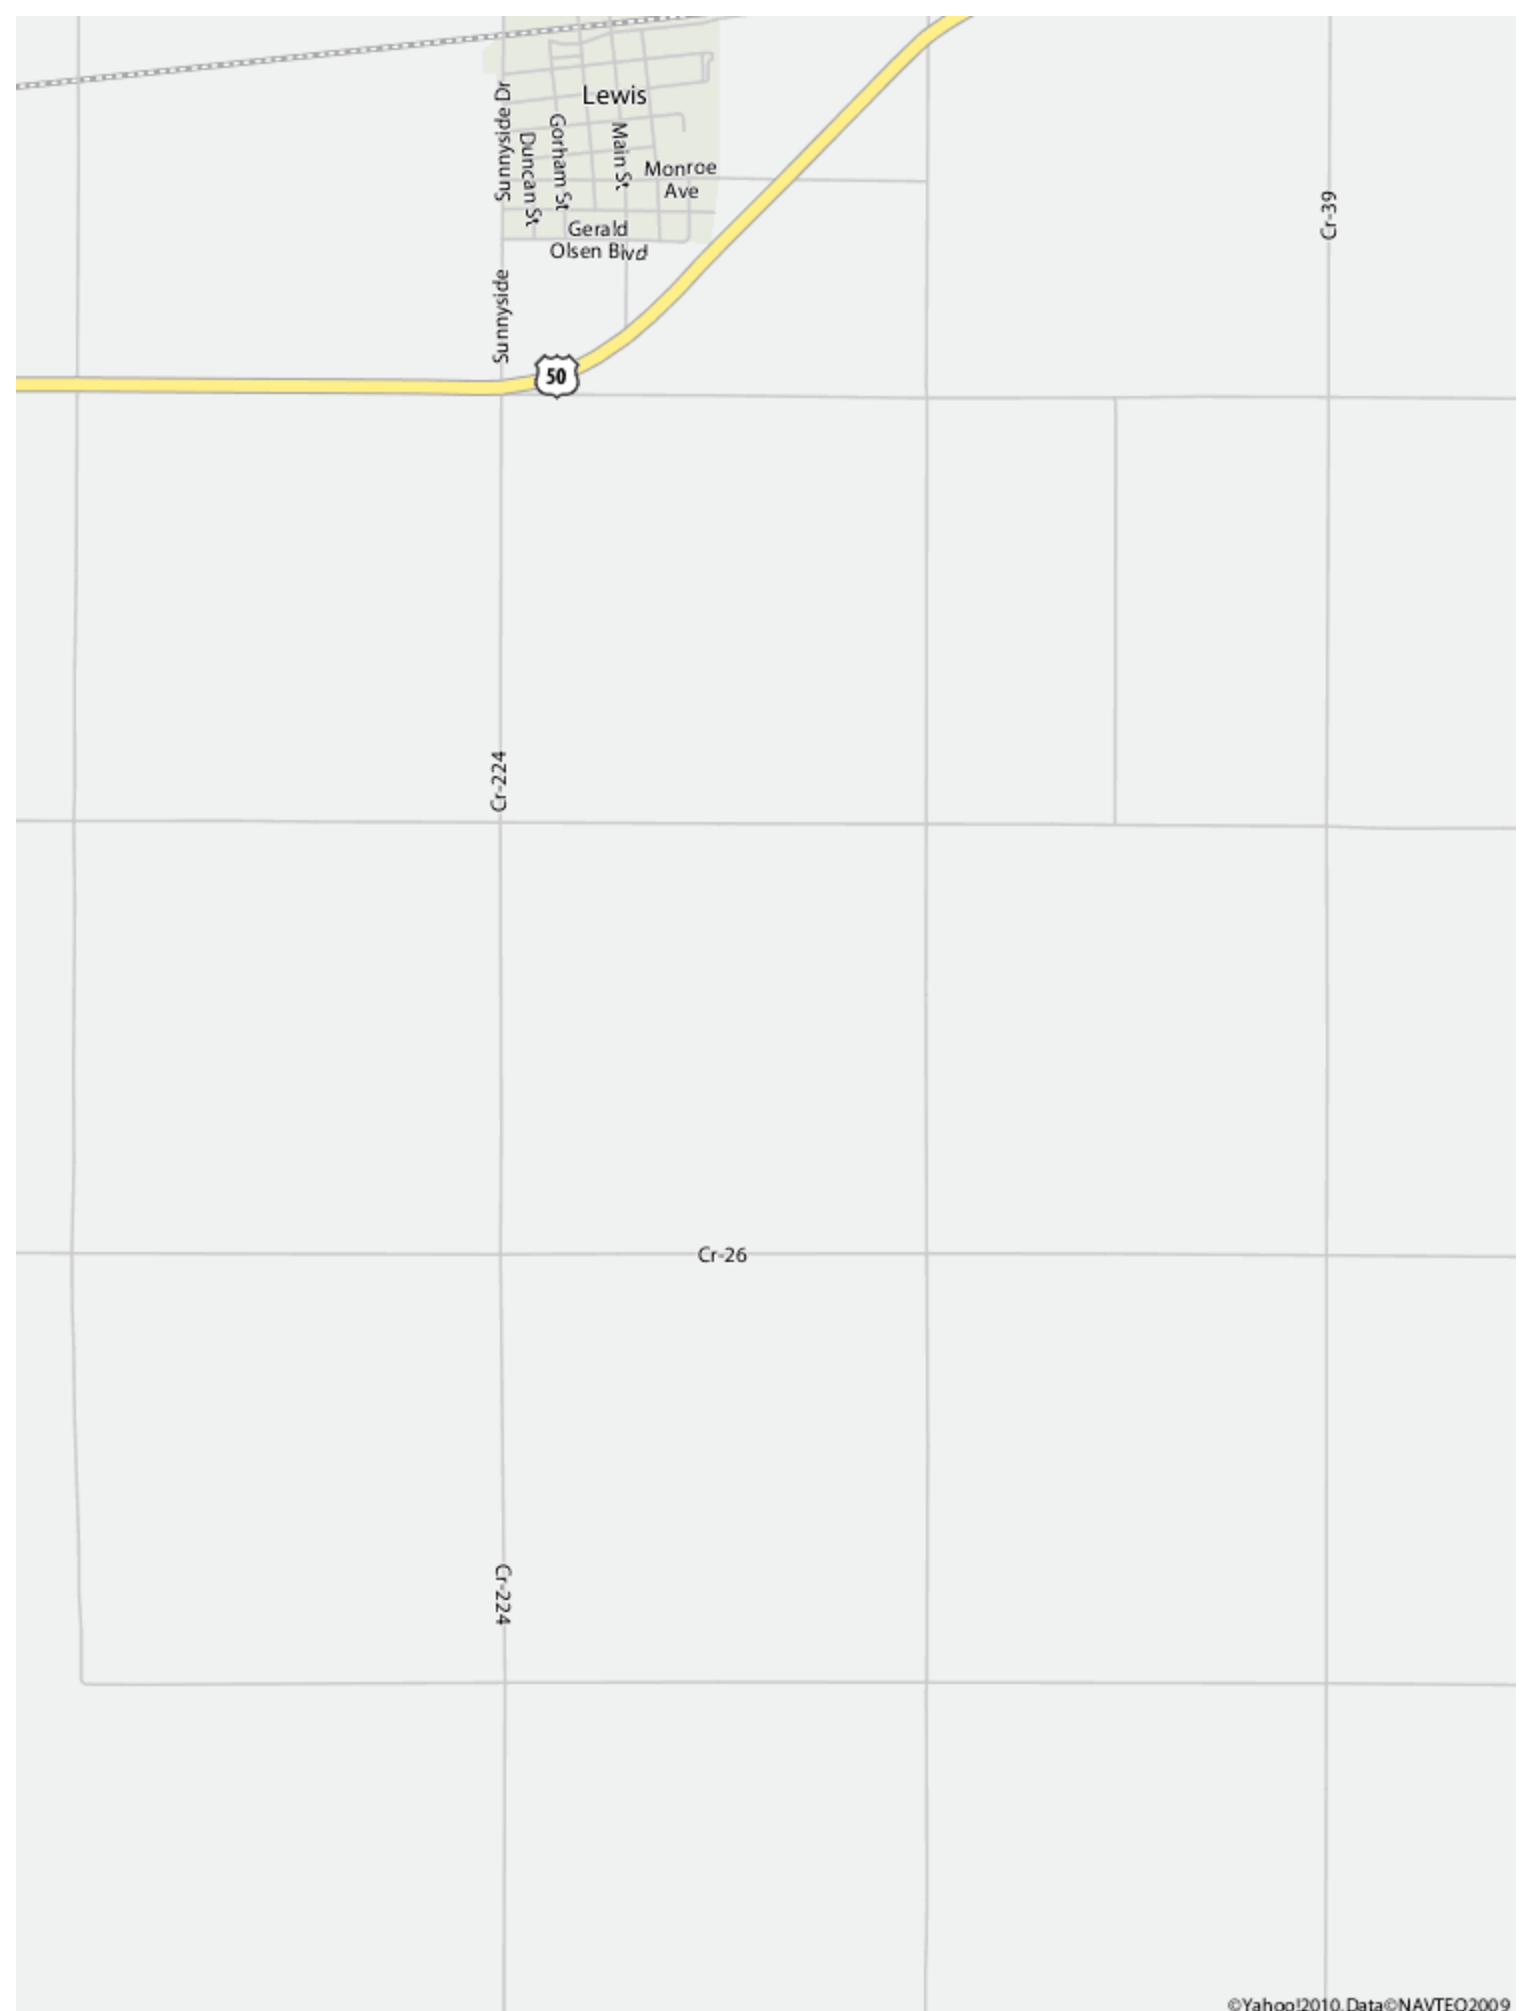 Lewis
Sunnyside Dr
Duncan St
Gorham St
Main St
Monroe
Ave
Gerald
Olsen Blvd
Cr-39
Sunnyside
50
Cr-224
Cr-26
Cr-224
©Yahoo!2010,Data©NAVTEQ2009